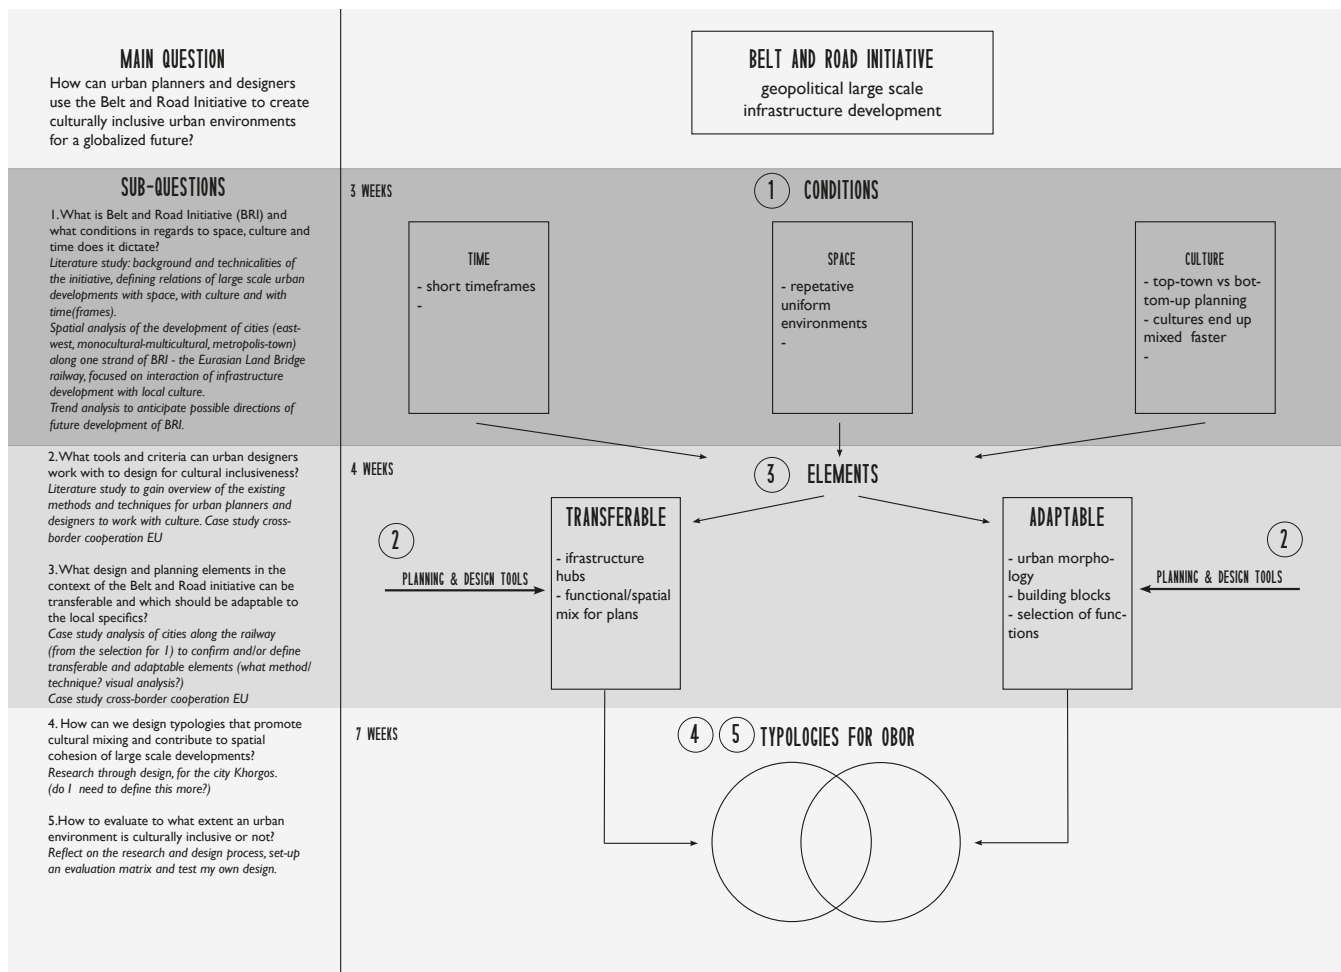 MAIN QUESTION
How can urban planners and designers
use the Belt and Road Initiative to create
culturally inclusive urban environments
for a globalized future?
SUB-QUESTIONS
1.What is Belt and Road Initiative (BRI) and
what conditions in regards to space, culture and
time does it dictate?
Literature study: background and technicalities of
the initiative, defining relations of large scale urban
developments with space, with culture and with
time(frames).
Spatial analysis of the development of cities (east-
west, monocultural-multicultural, metropolis-town)
along one strand of BRI - the Eurasian Land Bridge
railway, focused on interaction of infrastructure
development with local culture.
Trend analysis to anticipate possible directions of
future development of BRI.
2.What tools and criteria can urban designers
work with to design for cultural inclusiveness?
Literature study to gain overview of the existing
methods and techniques for urban planners and
designers to work with culture. Case study cross-
border cooperation EU
3.What design and planning elements in the
context of the Belt and Road initiative can be
transferable and which should be adaptable to
the local specifics?
Case study analysis of cities along the railway
(from the selection for 1) to confirm and/or define
transferable and adaptable elements (what method/
technique? visual analysis?)
Case study cross-border cooperation EU
4. How can we design typologies that promote
cultural mixing and contribute to spatial
cohesion of large scale developments?
Research through design, for the city Khorgos.
(do I need to define this more?)
5.How to evaluate to what extent an urban
environment is culturally inclusive or not?
Reflect on the research and design process, set-up
an evaluation matrix and test my own design.
BELT AND ROAD INITIATIVE
geopolitical large scale
infrastructure development
3 WEEKS
1 CONDITIONS
TIME
- short timeframes
-
SPACE
- repetative
uniform
environments
-
CULTURE
- top-town vs bot-
tom-up planning
- cultures end up
mixed faster
-
4 WEEKS
3 ELEMENTS
2
PLANNING & DESIGN TOOLS
TRANSFERABLE
- ifrastructure
hubs
- functional/spatial
mix for plans
ADAPTABLE
- urban morpho-
logy
- building blocks
- selection of func-
tions
2
PLANNING & DESIGN TOOLS
7 WEEKS
4 5 TYPOLOGIES FOR OBOR